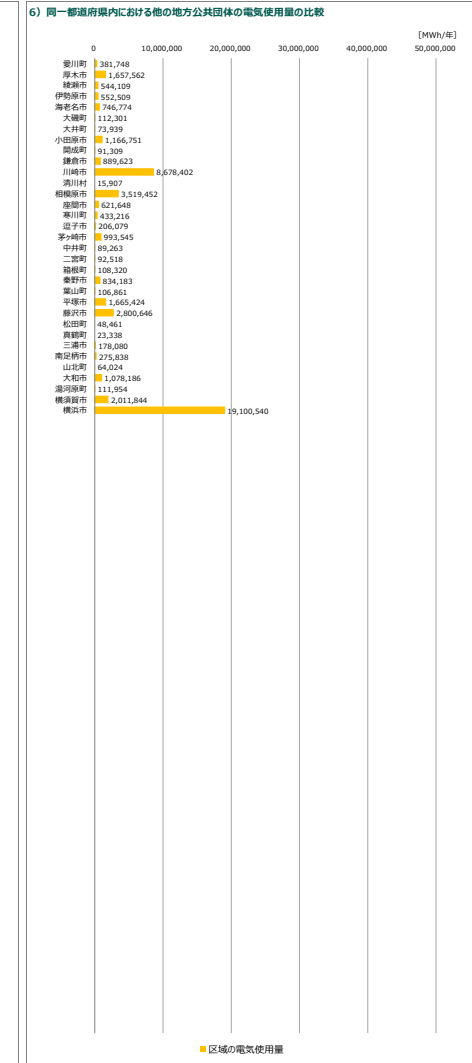 6）同一都道府県内における他の地方公共団体の電気使用量の比較
[MWh/年]
0 10,000,000 20,000,000 30,000,000 40,000,000 50,000,000
愛川町 381,748
厚木市 1,657,562
綾瀬市 544,109
伊勢原市 552,509
海老名市 746,774
大磯町 112,301
大井町 73,939
小田原市 1,166,751
開成町 91,309
鎌倉市 889,623
川崎市 8,678,402
清川村 15,907
相模原市 3,519,452
座間市 621,648
寒川町 433,216
逗子市 206,079
茅ヶ崎市 993,545
中井町 89,263
二宮町 92,518
箱根町 108,320
秦野市 834,183
葉山町 106,861
平塚市 1,665,424
藤沢市 2,800,646
松田町 48,461
真鶴町 23,338
三浦市 178,080
南足柄市 275,838
山北町 64,024
大和市 1,078,186
湯河原町 111,954
横須賀市 2,011,844
横浜市 19,100,540
区域の電気使用量